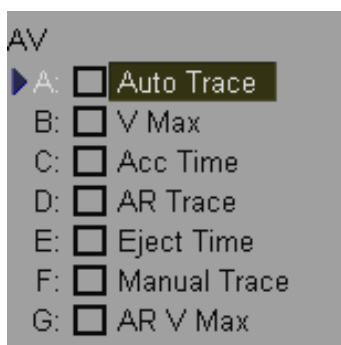 AV
A: Auto Trace
B: V Max
C: Acc Time
D: AR Trace
E: Eject Time
F: Manual Trace
G: AR V Max